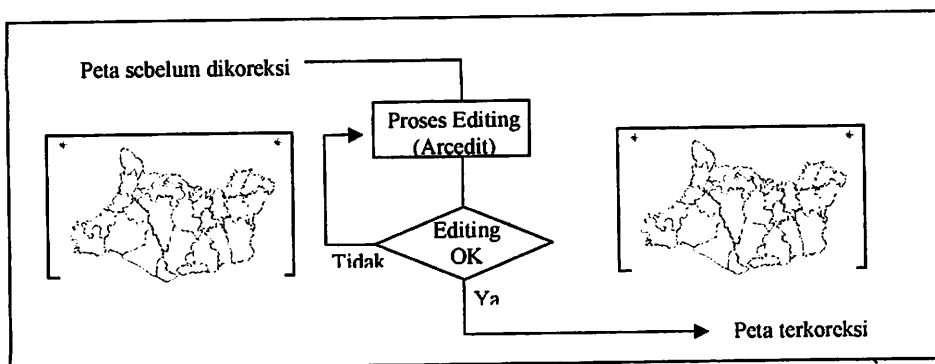 Peta sebelum dikoreksi
Proses Editing
(Arcedit)
Editing
OK
Tidak
Ya
Peta terkoreksi